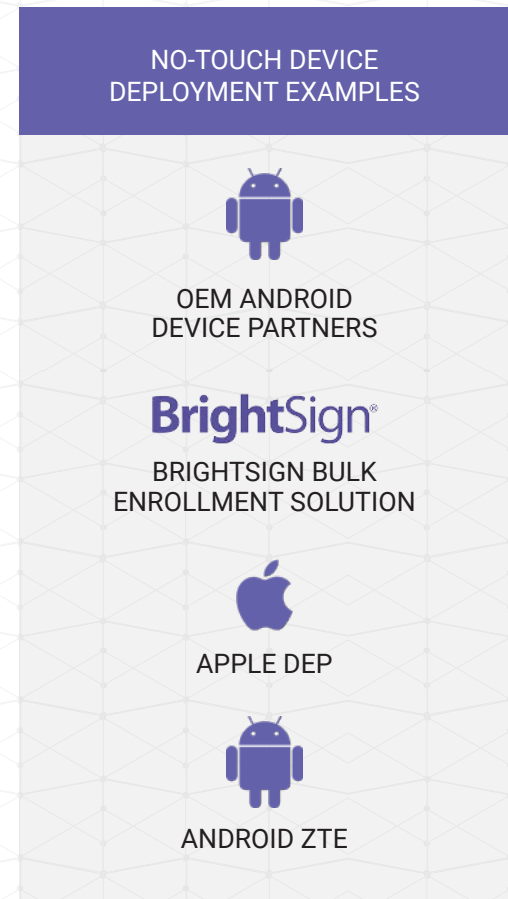 NO-TOUCH DEVICE
DEPLOYMENT EXAMPLES
OEM ANDROID
DEVICE PARTNERS
BrightSign®
BRIGHTSIGN BULK
ENROLLMENT SOLUTION
APPLE DEP
ANDROID ZTE